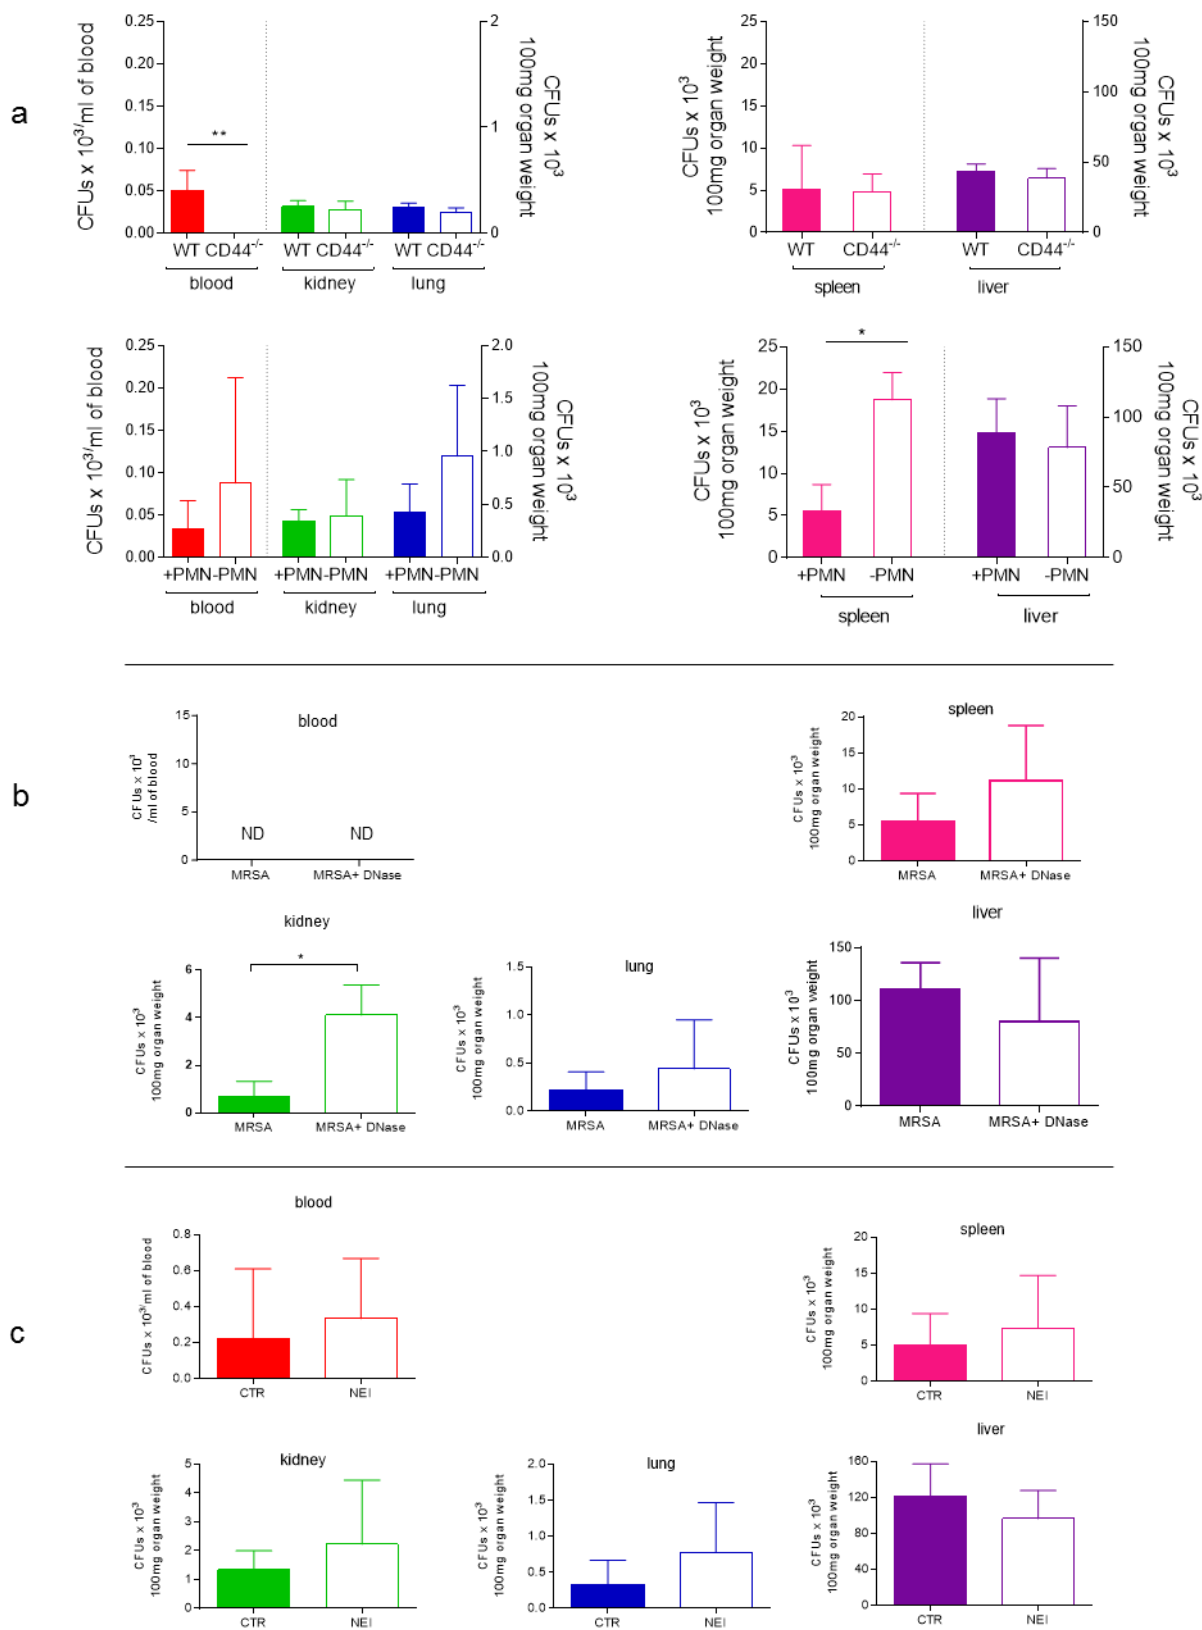 a
CFUs x 10³/ml of blood
0.25
0.20
0.15
0.10
0.05
0.00
**
2
1
0
CFUs x 10³
100mg organ weight
WT CD44⁻/⁻ WT CD44⁻/⁻ WT CD44⁻/⁻
blood kidney lung
CFUs x 10³
100mg organ weight
25
20
15
10
5
0
150
100
50
0
CFUs x 10³
100mg organ weight
WT CD44⁻/⁻ WT CD44⁻/⁻
spleen liver
CFUs x 10³/ml of blood
0.25
0.20
0.15
0.10
0.05
0.00
2.0
1.5
1.0
0.5
0.0
CFUs x 10³
100mg organ weight
+PMN-PMN +PMN-PMN +PMN-PMN
blood kidney lung
CFUs x 10³
100mg organ weight
25
20
15
10
5
0
*
150
100
50
0
CFUs x 10³
100mg organ weight
+PMN -PMN +PMN -PMN
spleen liver
b
blood
CFUs x 10³
/ml of blood
15
10
5
0
ND ND
MRSA MRSA+ DNase
spleen
CFUs x 10³
100mg organ weight
20
15
10
5
0
MRSA MRSA+ DNase
kidney
CFUs x 10³
100mg organ weight
6
4
2
0
*
MRSA MRSA+ DNase
lung
CFUs x 10³
100mg organ weight
1.5
1.0
0.5
0.0
MRSA MRSA+ DNase
liver
CFUs x 10³
100mg organ weight
150
100
50
0
MRSA MRSA+ DNase
c
blood
CFUs x 10³/ml of blood
0.8
0.6
0.4
0.2
0.0
CTR NEI
spleen
CFUs x 10³
100mg organ weight
20
15
10
5
0
CTR NEI
kidney
CFUs x 10³
100mg organ weight
5
4
3
2
1
0
CTR NEI
lung
CFUs x 10³
100mg organ weight
2.0
1.5
1.0
0.5
0.0
CTR NEI
liver
CFUs x 10³
100mg organ weight
160
120
80
40
0
CTR NEI